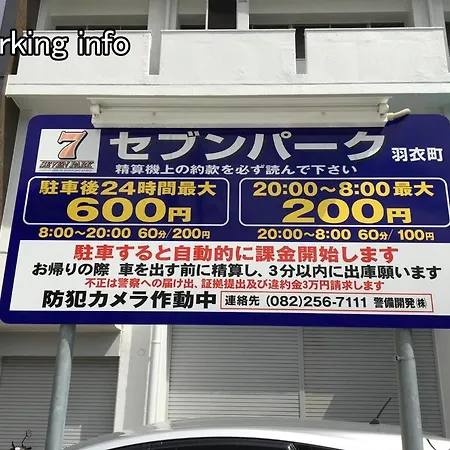 rking info
7
SEVEN PARK
セブンパーク 羽衣町
精算機上の約款を必ず読んで下さい
駐車後24時間最大
600円
8:00～20:00 60分/200円
20:00～8:00最大
200円
20:00～8:00 60分/100円
駐車すると自動的に課金開始します
お帰りの際 車を出す前に精算し、3分以内に出庫願います
不正は警察への届け出、証拠提出及び違約金3万円請求します
防犯カメラ作動中 連絡先 (082)256-7111 警備開発㈱